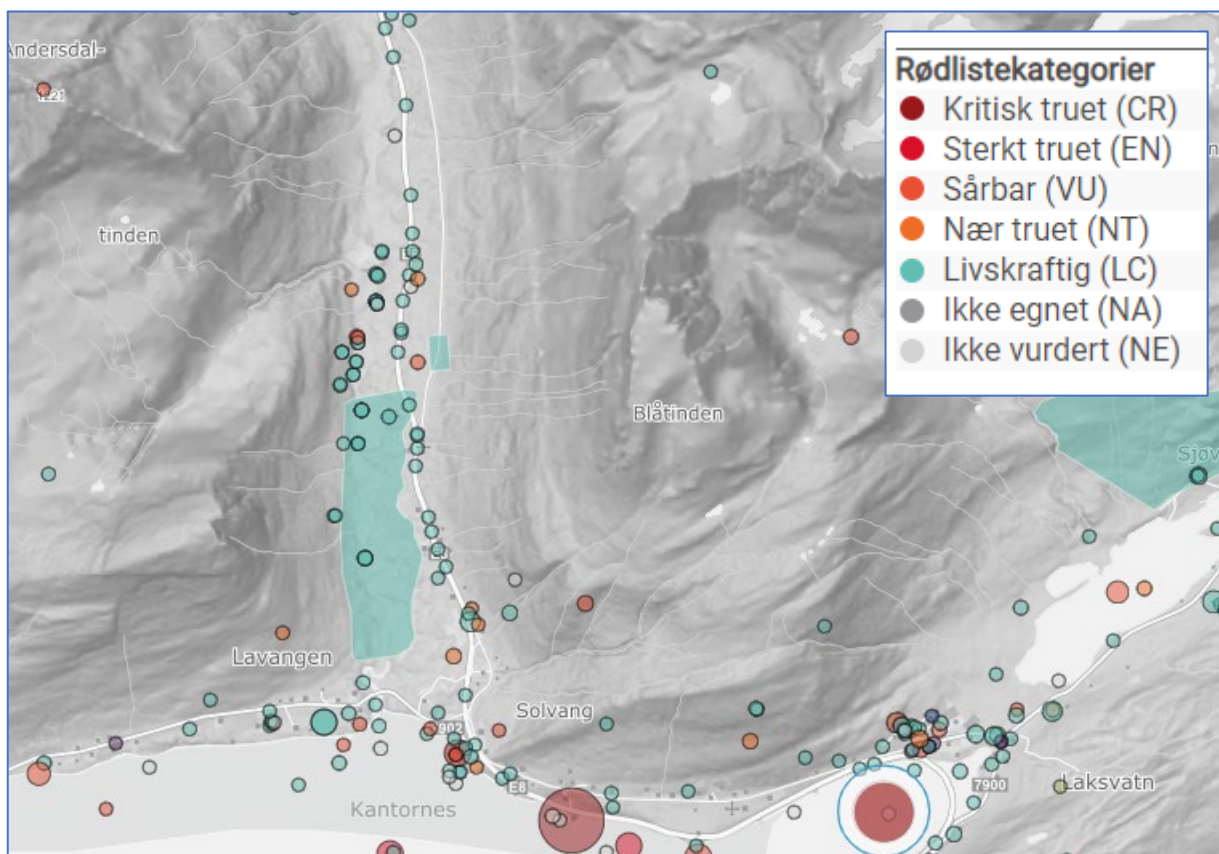 Andersdal-
1221
tinden
Rødlistekategorier
Kritisk truet (CR)
Sterkt truet (EN)
Sårbar (VU)
Nær truet (NT)
Livskraftig (LC)
Ikke egnet (NA)
Ikke vurdert (NE)
Blåtinden
Sjøv
Lavangen
Solvang
902
E8
Kantornes
7900
Laksvatn